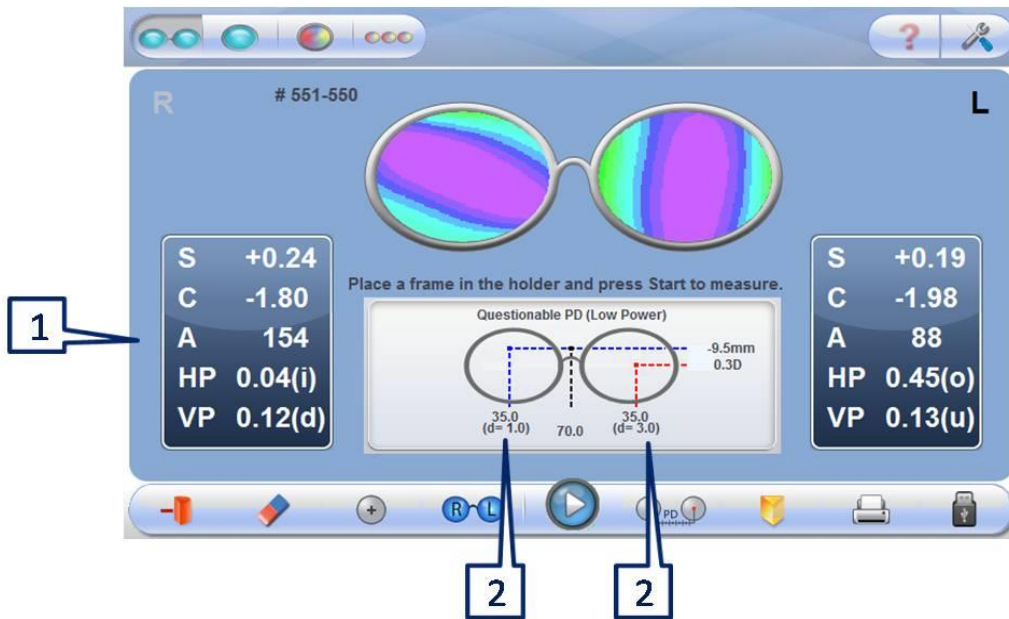 ?
R
# 551-550
L
S +0.24
C -1.80
A 154
HP 0.04(i)
VP 0.12(d)
Place a frame in the holder and press Start to measure.
Questionable PD (Low Power)
-9.5mm
0.3D
35.0
(d= 1.0)
70.0
35.0
(d= 3.0)
S +0.19
C -1.98
A 88
HP 0.45(o)
VP 0.13(u)
1
+
R L
PD
2
2